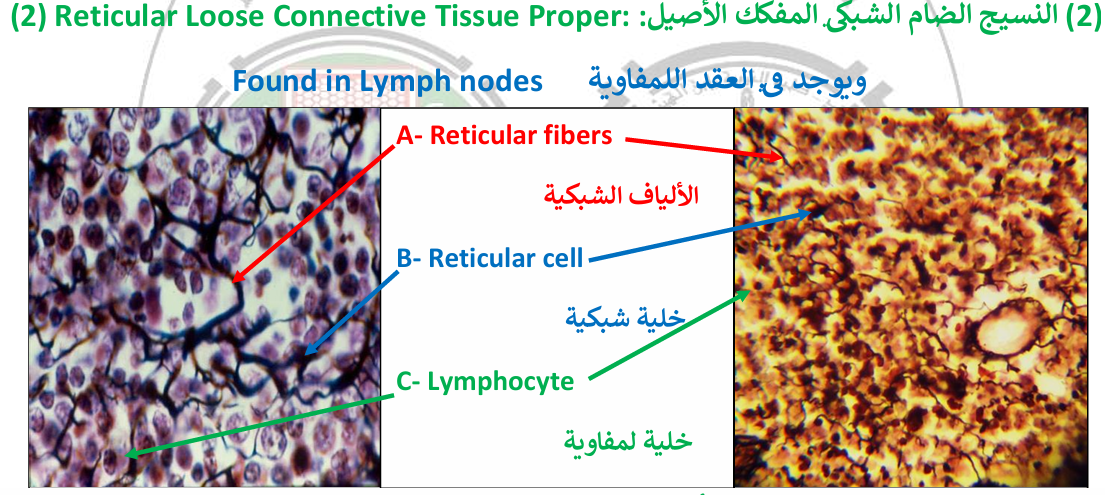 (2) Reticular Loose Connective Tissue Proper: :النسيج الضام الشبكي المفكك الأصيل (2)
Found in Lymph nodes ويوجد في العقد اللمفاوية
A- Reticular fibers
الألياف الشبكية
B- Reticular cell
خلية شبكية
C- Lymphocyte
خلية لمفاوية